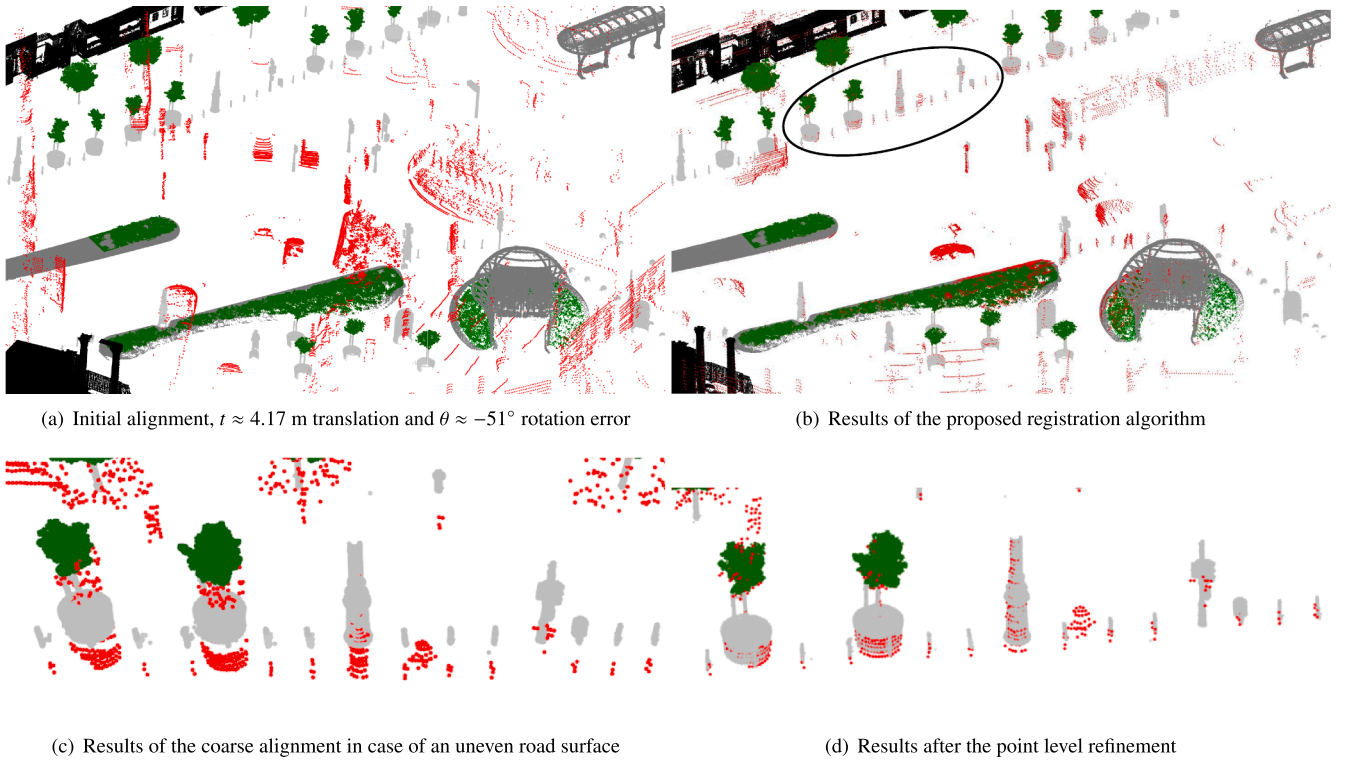 (a) Initial alignment, t ≈ 4.17 m translation and θ ≈ −51° rotation error
(b) Results of the proposed registration algorithm
(c) Results of the coarse alignment in case of an uneven road surface
(d) Results after the point level refinement